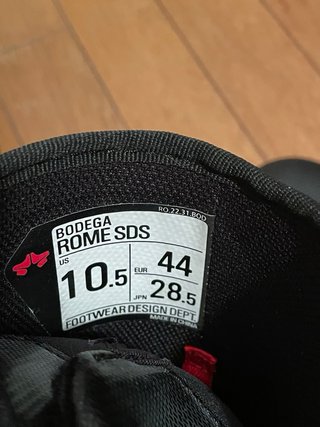 RO.22.31.BOD
BODEGA
ROME SDS
US
10.5
EUR 44
JPN 28.5
FOOTWEAR DESIGN DEPT
MADE IN CHINA